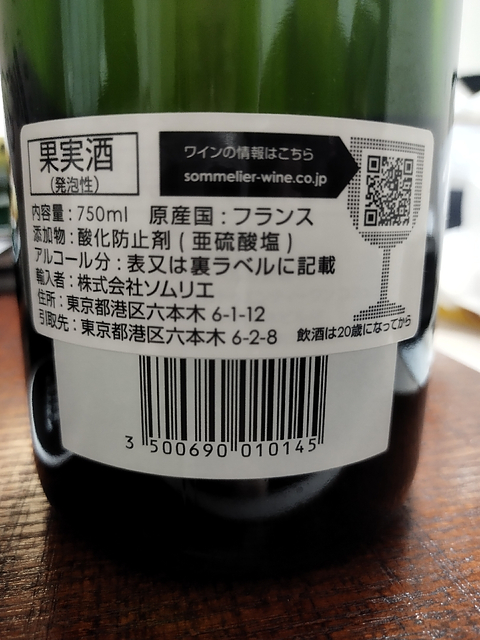 果実酒
(発泡性)
ワインの情報はこちら
sommelier-wine.co.jp
内容量：750ml 原産国：フランス
添加物：酸化防止剤(亜硫酸塩)
アルコール分：表又は裏ラベルに記載
輸入者：株式会社ソムリエ
住所：東京都港区六本木 6-1-12
引取先：東京都港区六本木 6-2-8
飲酒は20歳になってから
3 500690 010145